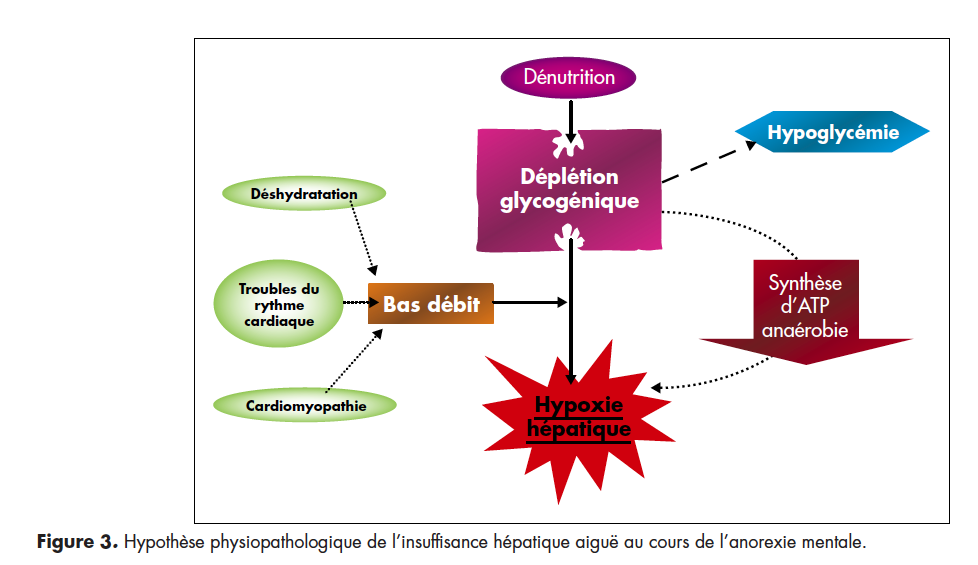 Dénutrition
Hypoglycémie
Déplétion
glycogénique
Déshydratation
Troubles du
rythme
cardiaque
Bas débit
Synthèse
d'ATP
anaérobie
Cardiomyopathie
Hypoxie
hépatique
Figure 3. Hypothèse physiopathologique de l'insuffisance hépatique aiguë au cours de l'anorexie mentale.